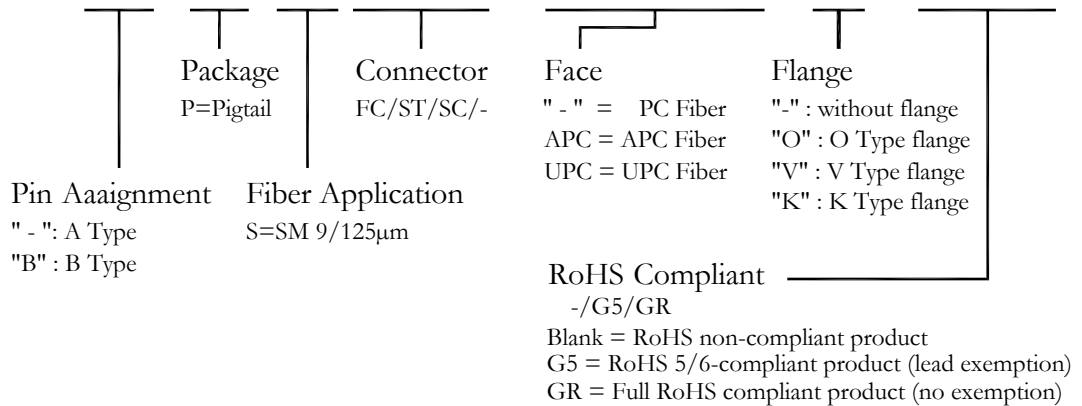 Package
P=Pigtail
Connector
FC/ST/SC/-
Face
" - " = PC Fiber
APC = APC Fiber
UPC = UPC Fiber
Flange
"-" : without flange
"O" : O Type flange
"V" : V Type flange
"K" : K Type flange
Pin Aaaignment
" - ": A Type
"B" : B Type
Fiber Application
S=SM 9/125μm
RoHS Compliant
-/G5/GR
Blank = RoHS non-compliant product
G5 = RoHS 5/6-compliant product (lead exemption)
GR = Full RoHS compliant product (no exemption)